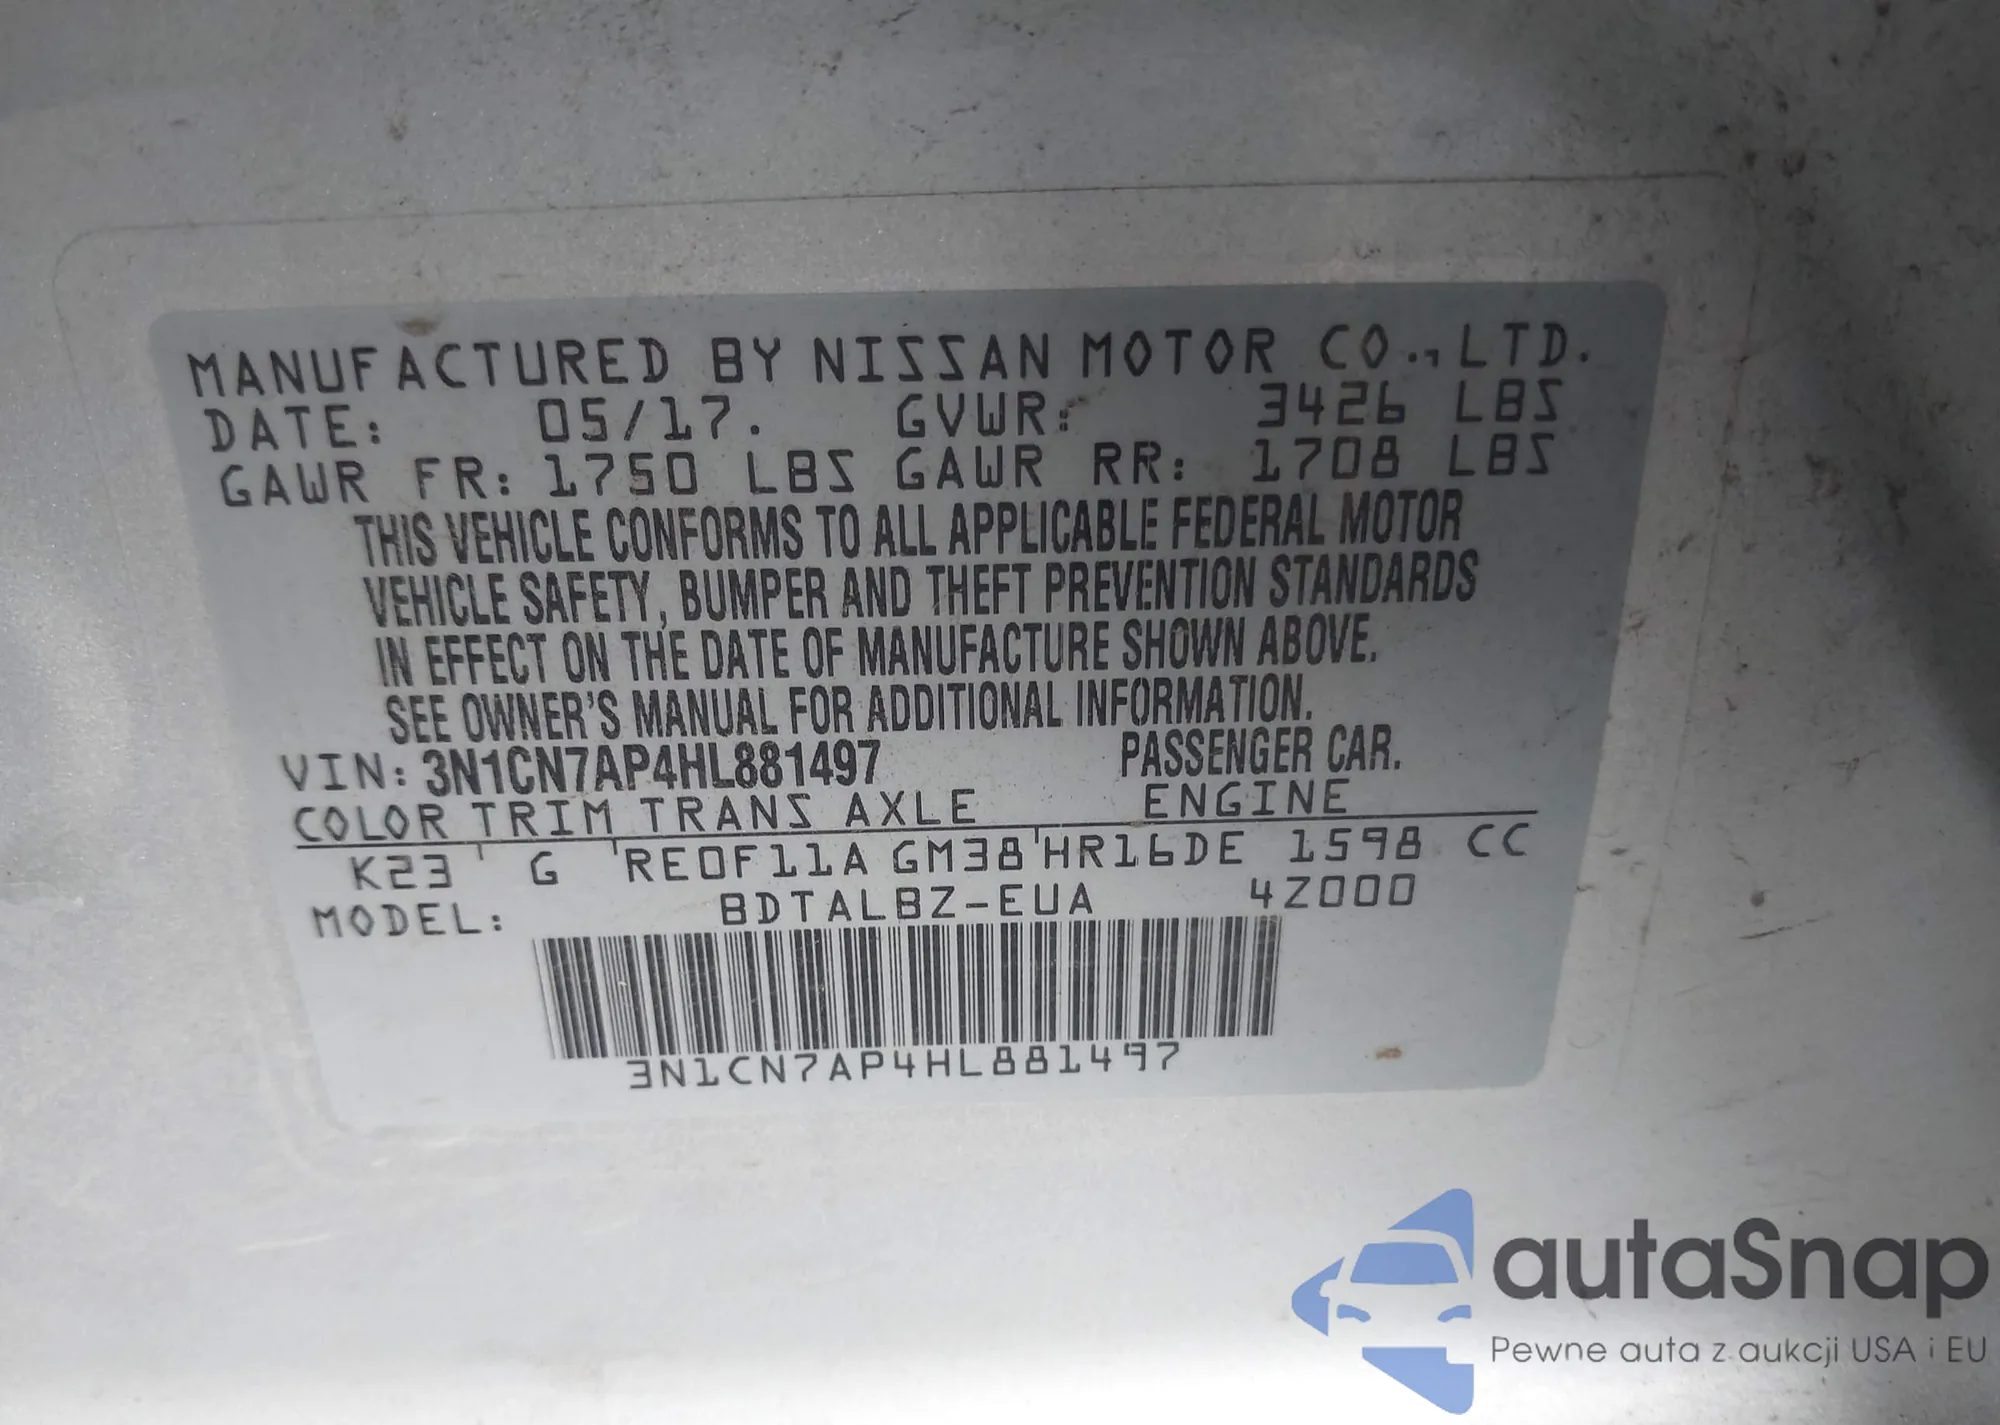 MANUFACTURED BY NISSAN MOTOR CO., LTD.
DATE: 05/17. GVWR: 3426 LBS
GAWR FR: 1750 LBS GAWR RR: 1708 LBS
THIS VEHICLE CONFORMS TO ALL APPLICABLE FEDERAL MOTOR
VEHICLE SAFETY, BUMPER AND THEFT PREVENTION STANDARDS
IN EFFECT ON THE DATE OF MANUFACTURE SHOWN ABOVE.
SEE OWNER'S MANUAL FOR ADDITIONAL INFORMATION.
VIN: 3N1CN7AP4HL881497 PASSENGER CAR.
COLOR TRIM TRANS AXLE ENGINE
K23 G RE0F11A GM38 HR16DE 1598 CC
MODEL: BDTALBZ-EUA 4Z000
3N1CN7AP4HL881497
autaSnap
Pewne auta z aukcji USA i EU